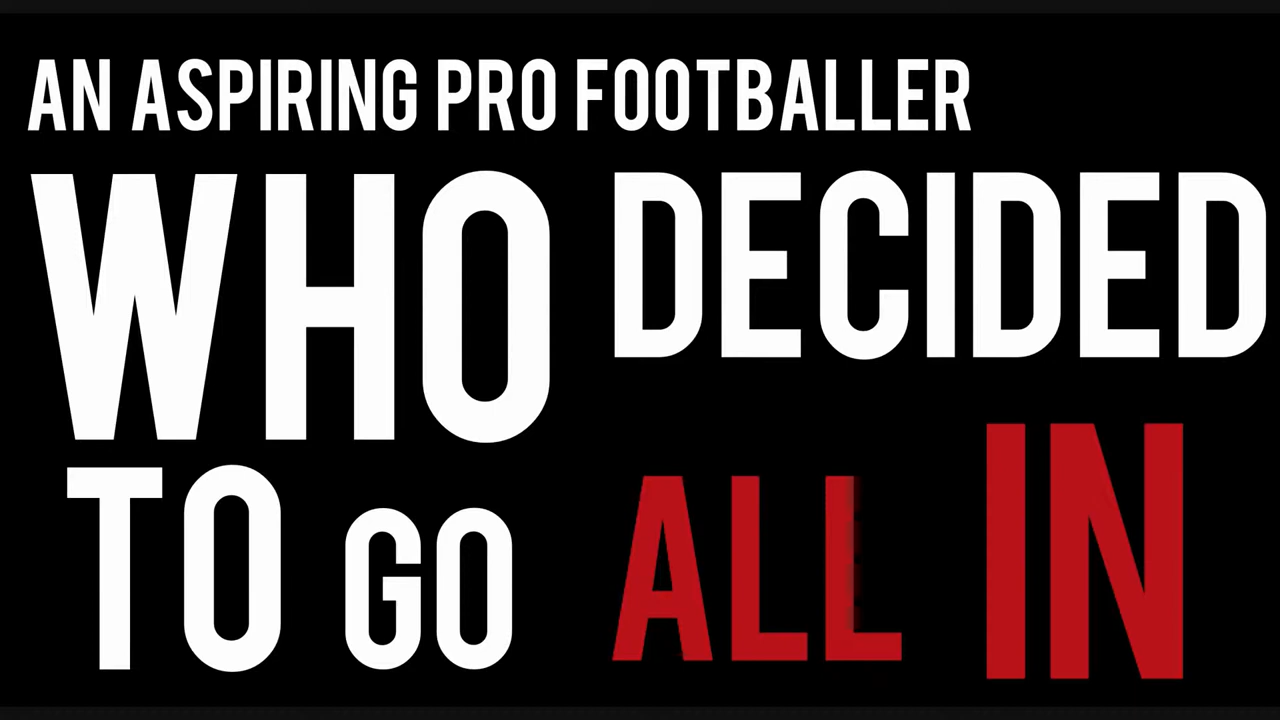 AN ASPIRING PRO FOOTBALLER
WHO DECIDED
TO GO ALL IN